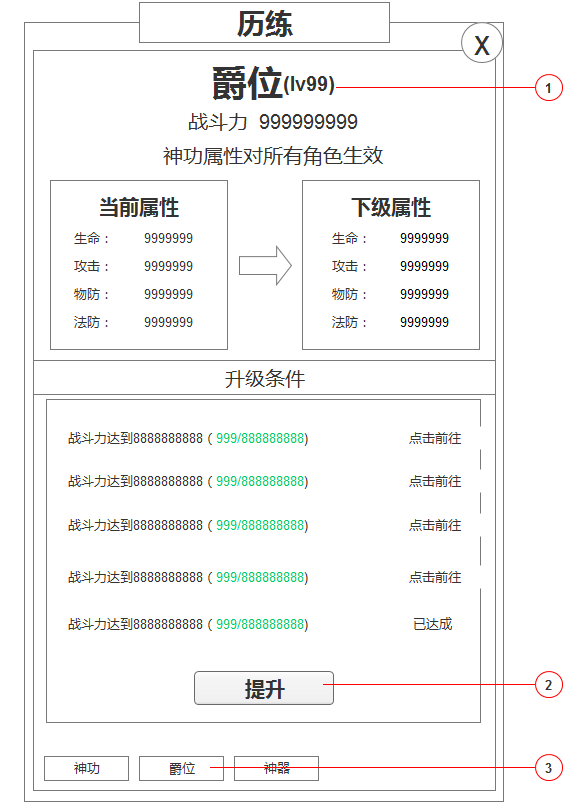 历练
X
爵位(lv99)
1
战斗力 999999999
神功属性对所有角色生效
当前属性
生命： 9999999
攻击： 9999999
物防： 9999999
法防： 9999999
下级属性
生命： 9999999
攻击： 9999999
物防： 9999999
法防： 9999999
升级条件
战斗力达到8888888888（999/888888888) 点击前往
战斗力达到8888888888（999/888888888) 点击前往
战斗力达到8888888888（999/888888888) 点击前往
战斗力达到8888888888（999/888888888) 点击前往
战斗力达到8888888888（999/888888888) 已达成
提升
2
神功 爵位 神器
3